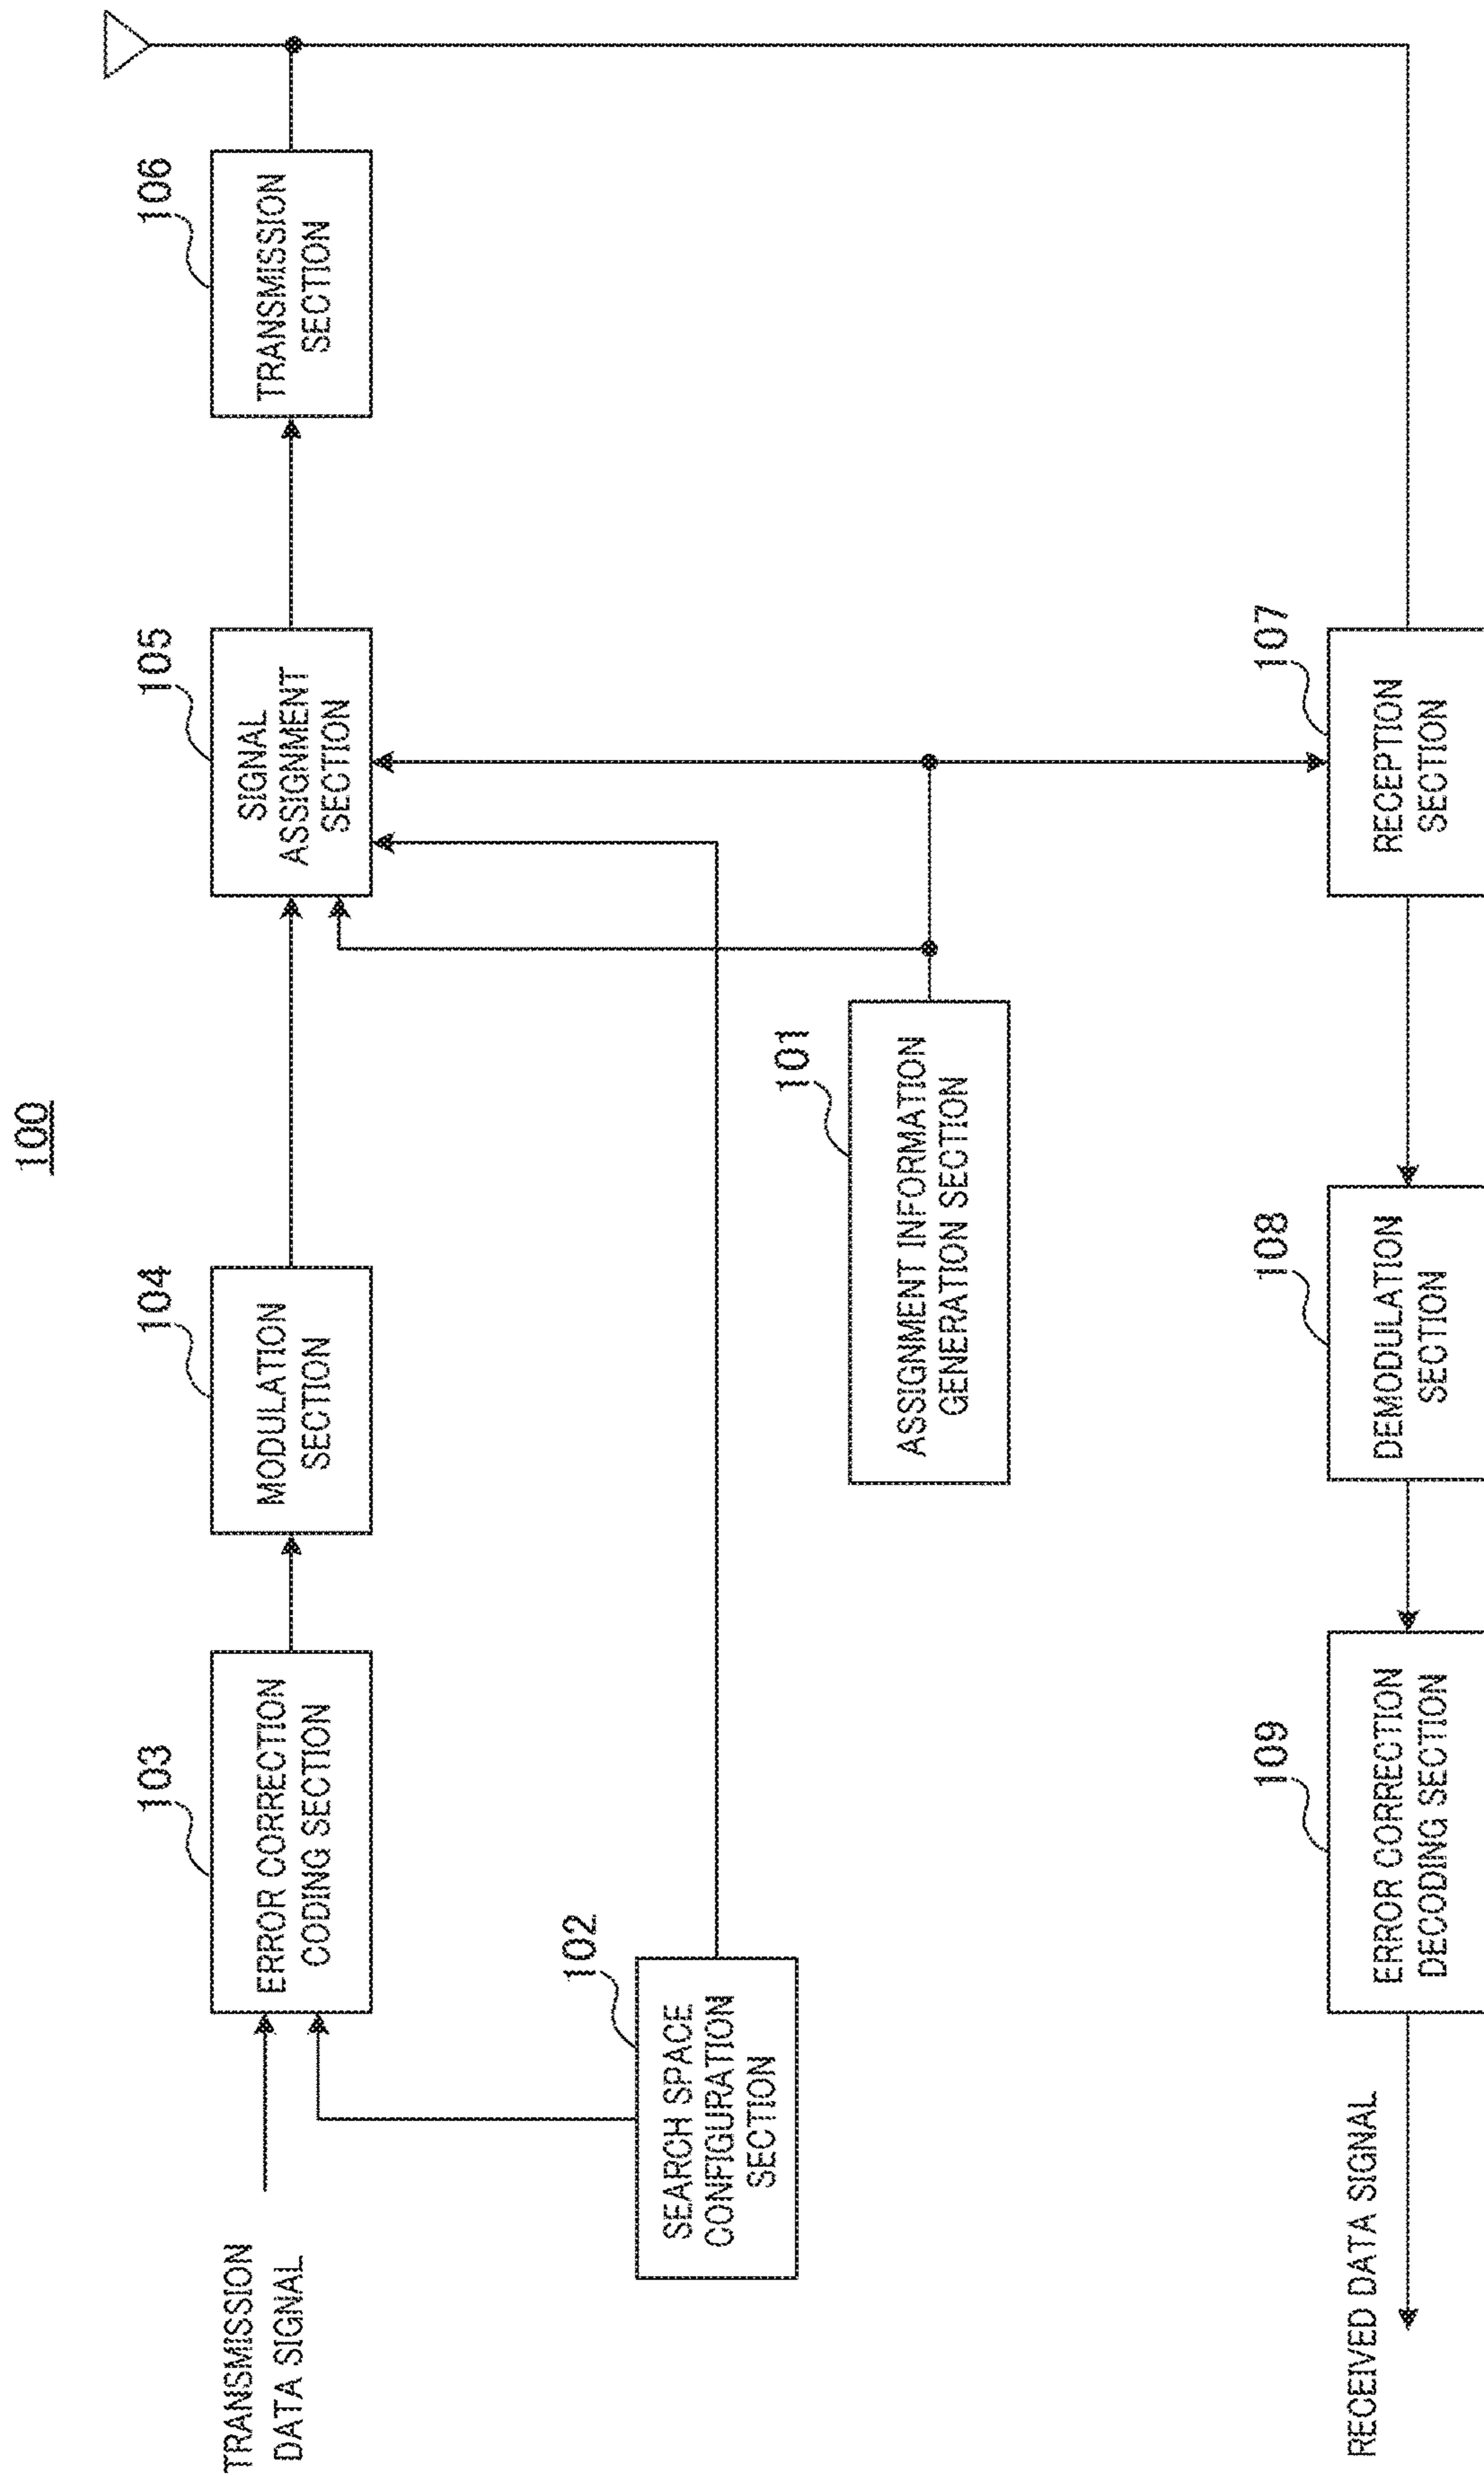 100
TRANSMISSION
DATA SIGNAL
103
ERROR CORRECTION
CODING SECTION
104
MODULATION
SECTION
105
SIGNAL
ASSIGNMENT
SECTION
106
TRANSMISSION
SECTION
102
SEARCH SPACE
CONFIGURATION
SECTION
101
ASSIGNMENT INFORMATION
GENERATION SECTION
RECEIVED DATA SIGNAL
109
ERROR CORRECTION
DECODING SECTION
108
DEMODULATION
SECTION
107
RECEPTION
SECTION